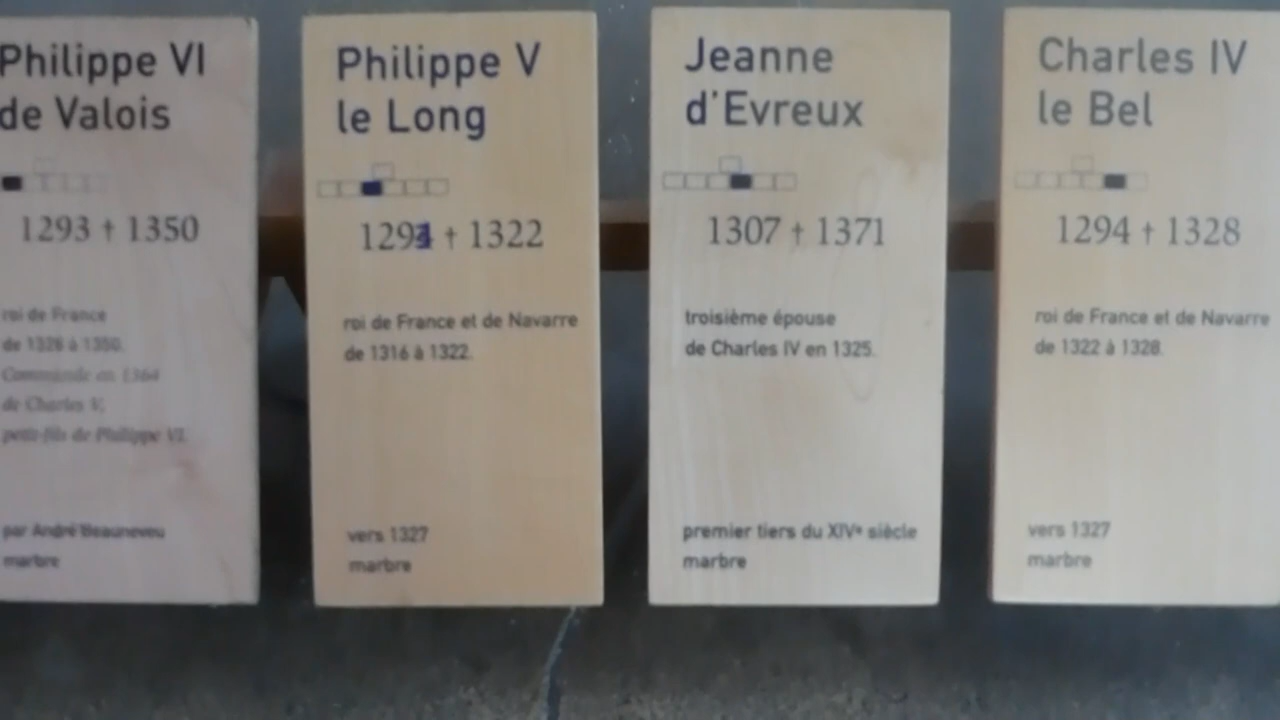 Philippe VI
de Valois
1293 † 1350
roi de France
de 1328 à 1350.
Commande en 1364
de Charles V,
petit-fils de Philippe VI.
par André Beauneveu
marbre
Philippe V
le Long
129 † 1322
roi de France et de Navarre
de 1316 à 1322.
vers 1327
marbre
Jeanne
d'Evreux
1307 † 1371
troisième épouse
de Charles IV en 1325.
premier tiers du XIVe siècle
marbre
Charles IV
le Bel
1294 † 1328
roi de France et de Navarre
de 1322 à 1328.
vers 1327
marbre